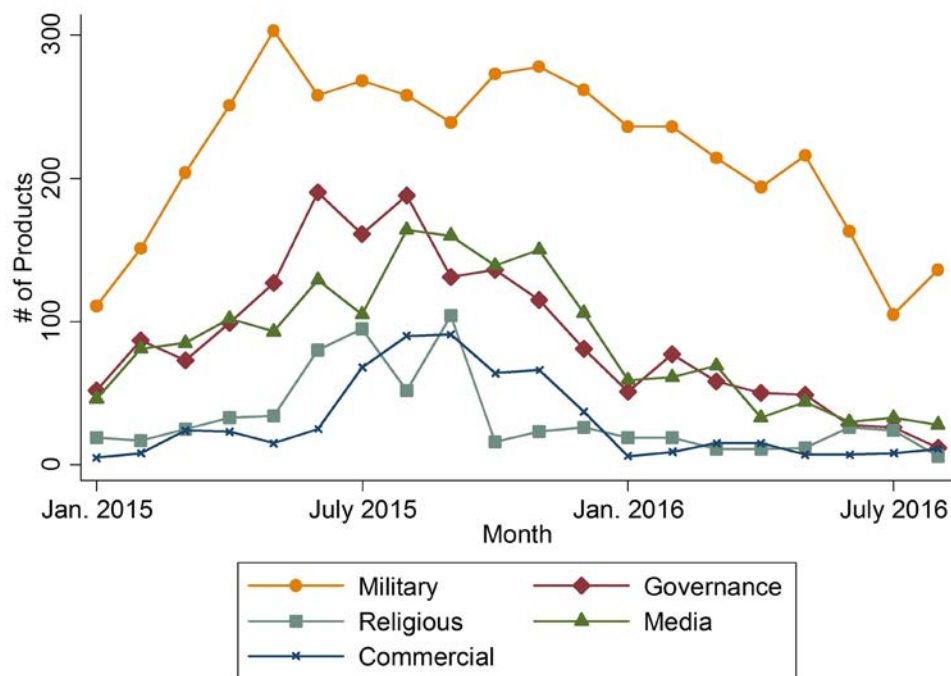 300
200
100
0
# of Products
Jan. 2015
July 2015
Jan. 2016
July 2016
Month
Military
Governance
Religious
Media
Commercial